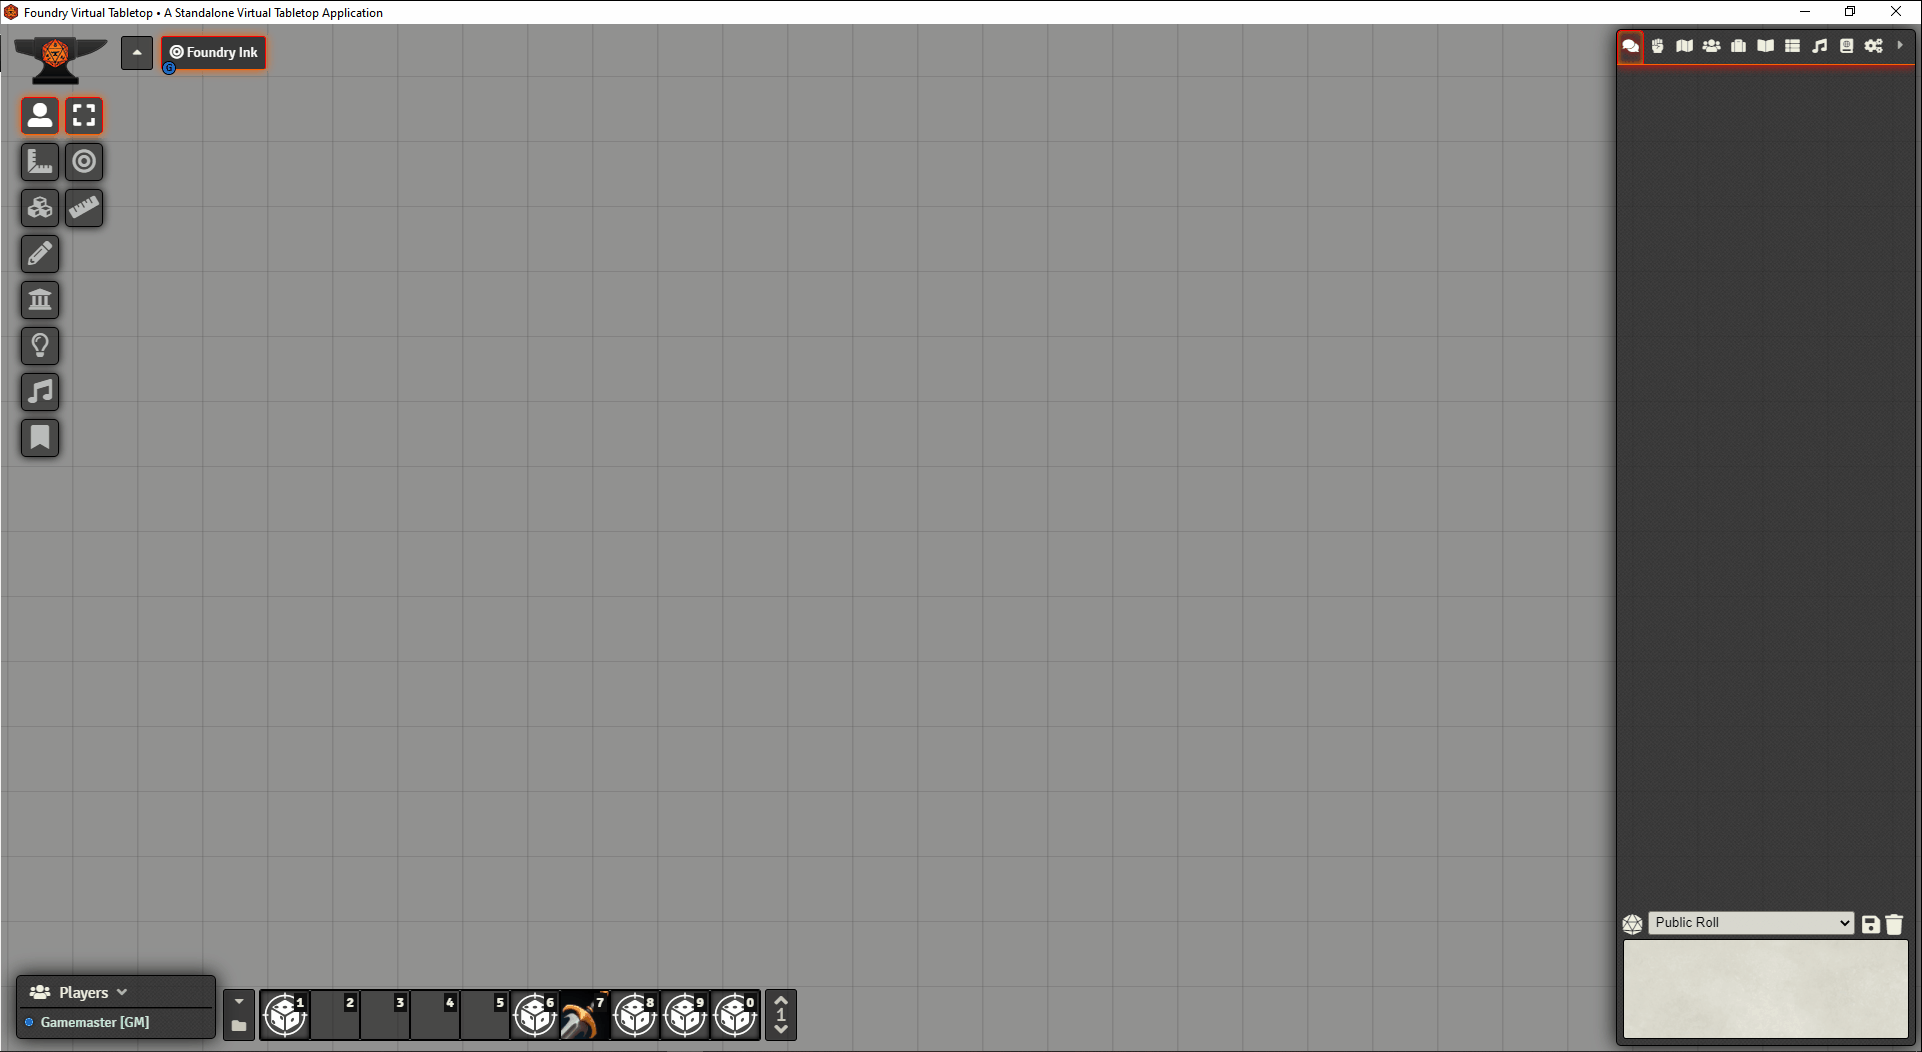 Foundry Virtual Tabletop • A Standalone Virtual Tabletop Application
Foundry Ink
G
Public Roll
Players
Gamemaster [GM]
1 2 3 4 5 6 7 8 9 0
1